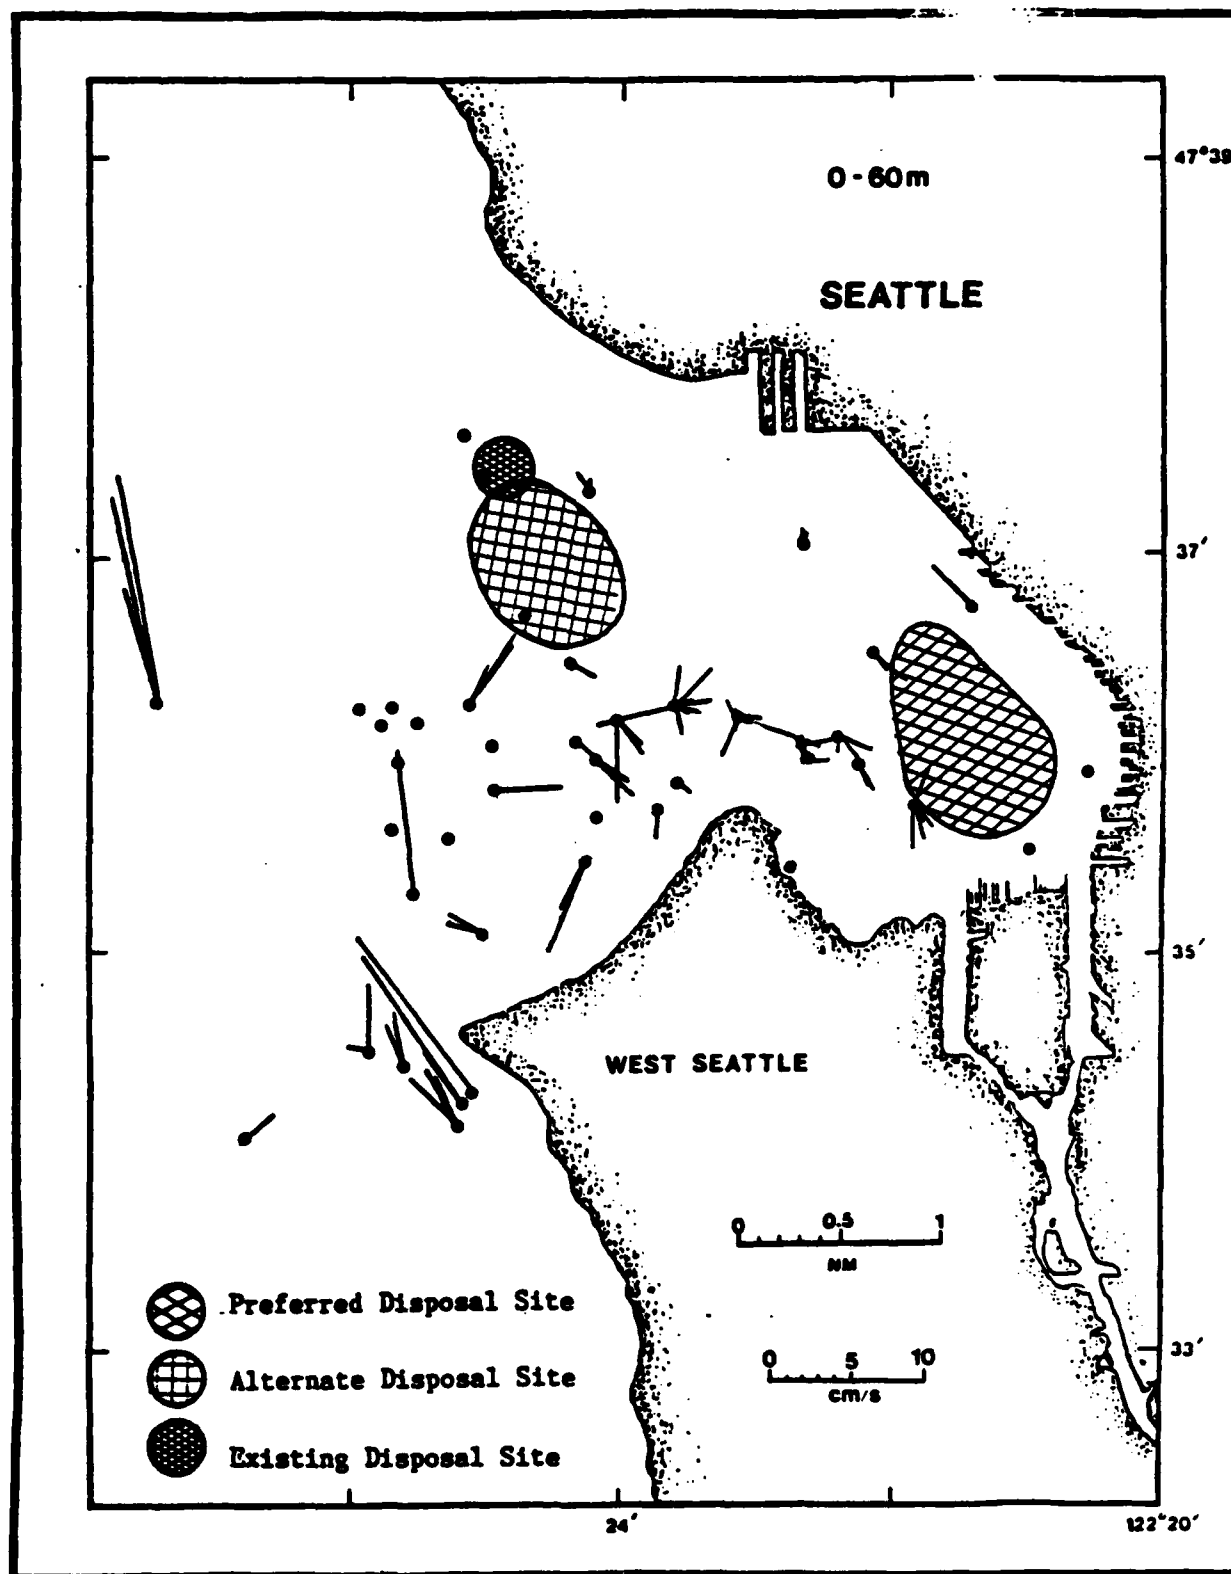 47°39
0-60m
SEATTLE
37'
35'
WEST SEATTLE
0 0.5 1
NM
Preferred Disposal Site
33'
0 5 10
cm/s
Alternate Disposal Site
Existing Disposal Site
24'
122°20'